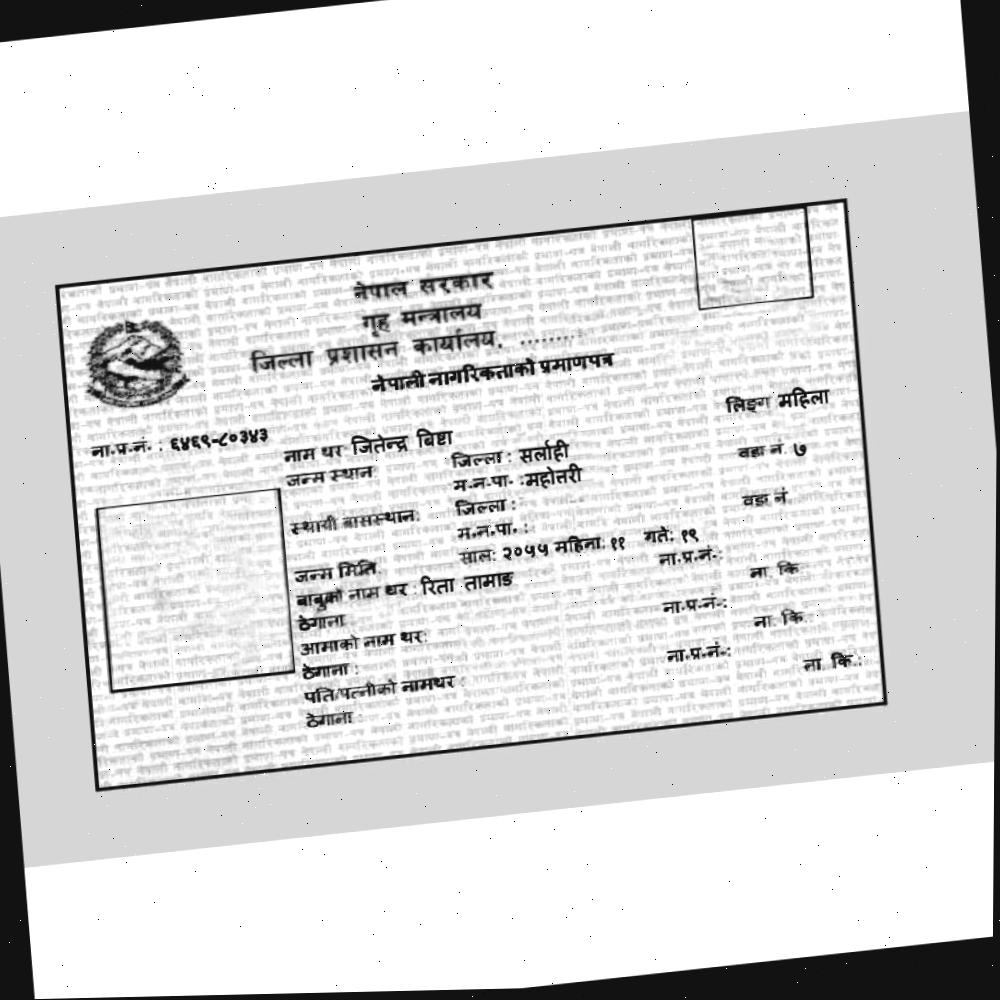 नेपाल सरकार
गृह मन्त्रालय
जिल्ला प्रशासन कार्यालय, ........
नेपाली नागरिकताको प्रमाणपत्र
लिङ्ग महिला
ना.प्र.नं. : ६४६९-८०३४३
नाम थर जितेन्द्र बिष्टा
जन्म स्थान जिल्ला : सर्लाही वडा नं. ७
म.न.पा. : महोत्तरी
स्थायी बासस्थान: जिल्ला : वडा नं.
म.न.पा. :
जन्म मिति साल: २०५५ महिना: ११ गते: १९
बाबुको नाम थर : रिता तामाङ ना.प्र.नं.:
ठेगाना ना. कि.
आमाको नाम थर: ना.प्र.नं.:
ठेगाना : ना. कि.
पति/पत्नीको नामथर : ना.प्र.नं.:
ठेगाना : ना. कि.: